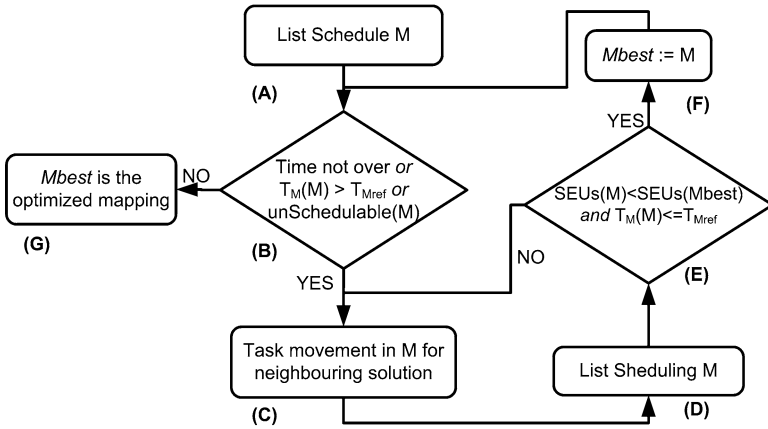 List Schedule M
(A)
Mbest := M
(F)
YES
Time not over or
TM(M) > TMref or
unSchedulable(M)
(B)
NO
Mbest is the
optimized mapping
(G)
SEUs(M)<SEUs(Mbest)
and TM(M)<=TMref
(E)
NO
YES
Task movement in M for
neighbouring solution
(C)
List Sheduling M
(D)